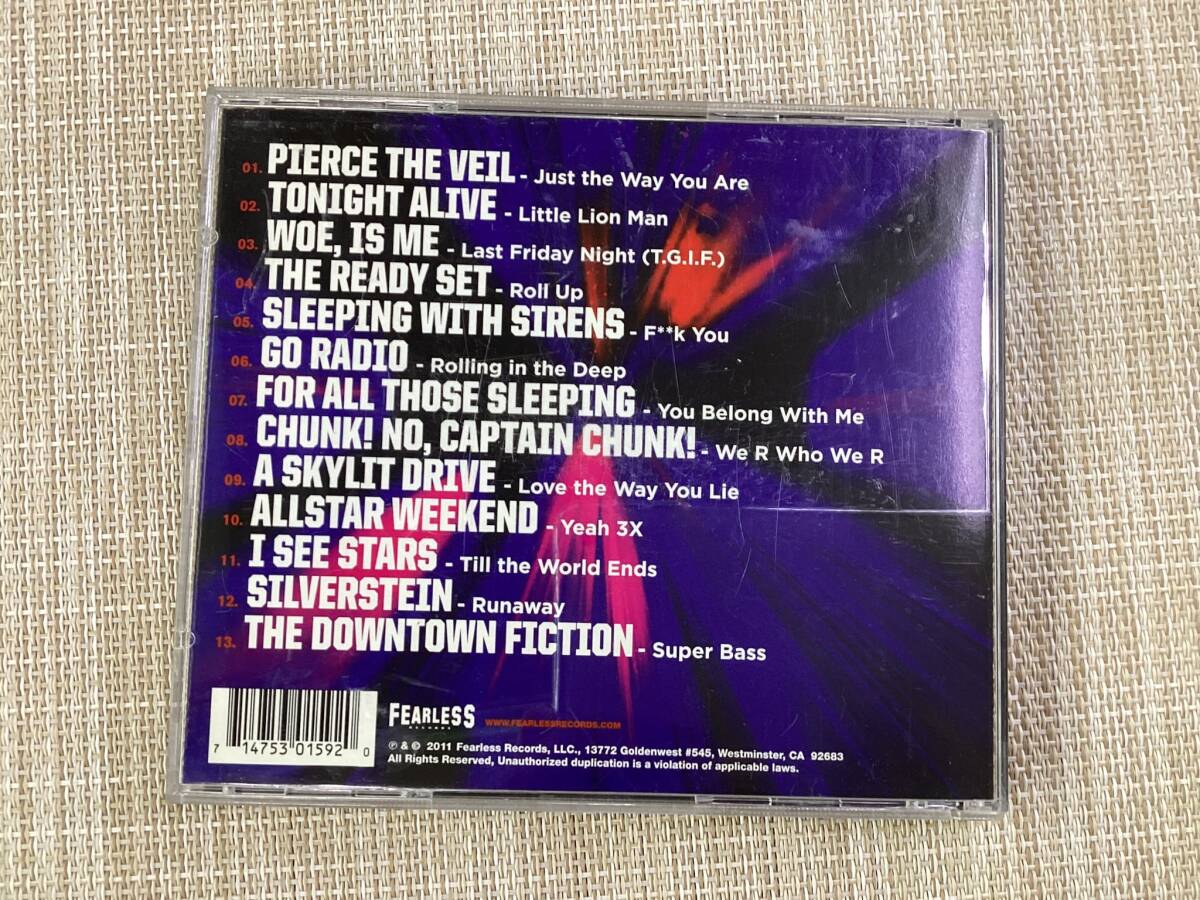 01. PIERCE THE VEIL - Just the Way You Are
02. TONIGHT ALIVE - Little Lion Man
03. WOE, IS ME - Last Friday Night (T.G.I.F.)
04. THE READY SET - Roll Up
05. SLEEPING WITH SIRENS - F**k You
06. GO RADIO - Rolling in the Deep
07. FOR ALL THOSE SLEEPING - You Belong With Me
08. CHUNK! NO, CAPTAIN CHUNK! - We R Who We R
09. A SKYLIT DRIVE - Love the Way You Lie
10. ALLSTAR WEEKEND - Yeah 3X
11. I SEE STARS - Till the World Ends
12. SILVERSTEIN - Runaway
13. THE DOWNTOWN FICTION - Super Bass
7 14753 01592 0
FEARLESS
RECORDS
WWW.FEARLESSRECORDS.COM
℗ & © 2011 Fearless Records, LLC., 13772 Goldenwest #545, Westminster, CA 92683
All Rights Reserved, Unauthorized duplication is a violation of applicable laws.